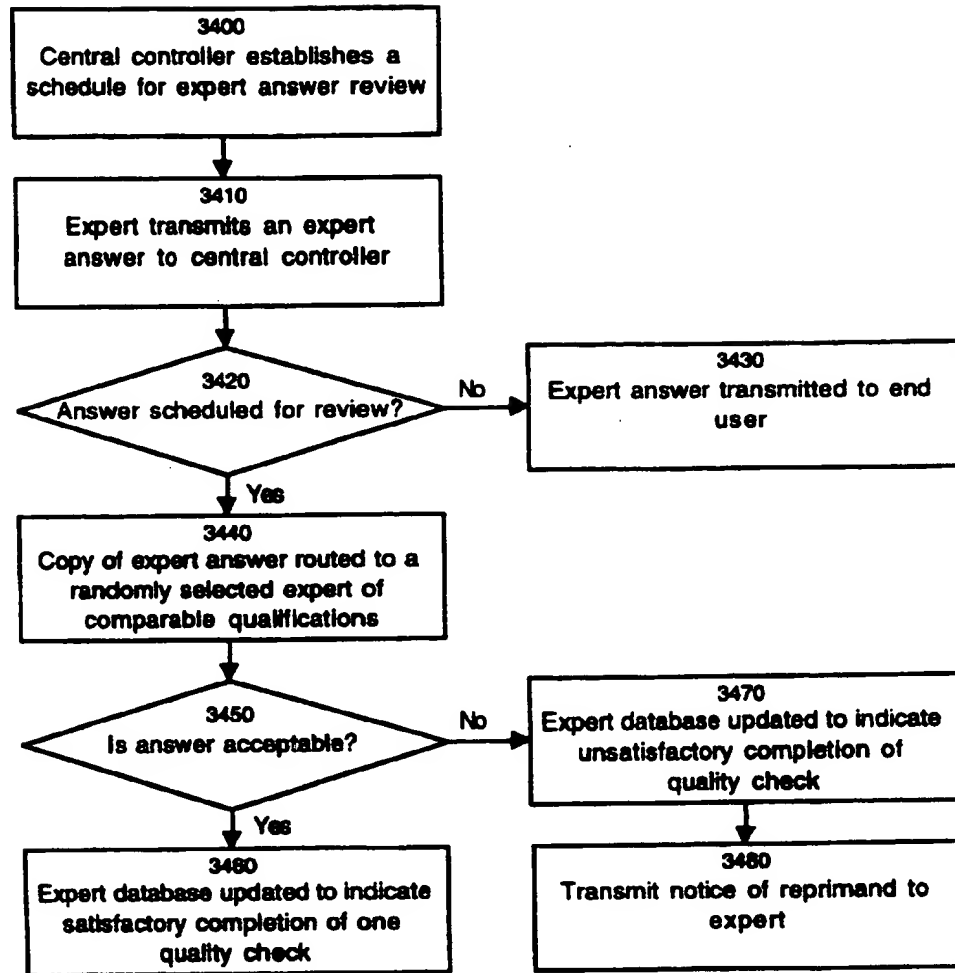 3400
Central controller establishes a
schedule for expert answer review
3410
Expert transmits an expert
answer to central controller
3420
Answer scheduled for review?
No
3430
Expert answer transmitted to end
user
Yes
3440
Copy of expert answer routed to a
randomly selected expert of
comparable qualifications
3450
Is answer acceptable?
No
3470
Expert database updated to indicate
unsatisfactory completion of
quality check
Yes
3460
Expert database updated to indicate
satisfactory completion of one
quality check
3480
Transmit notice of reprimand to
expert